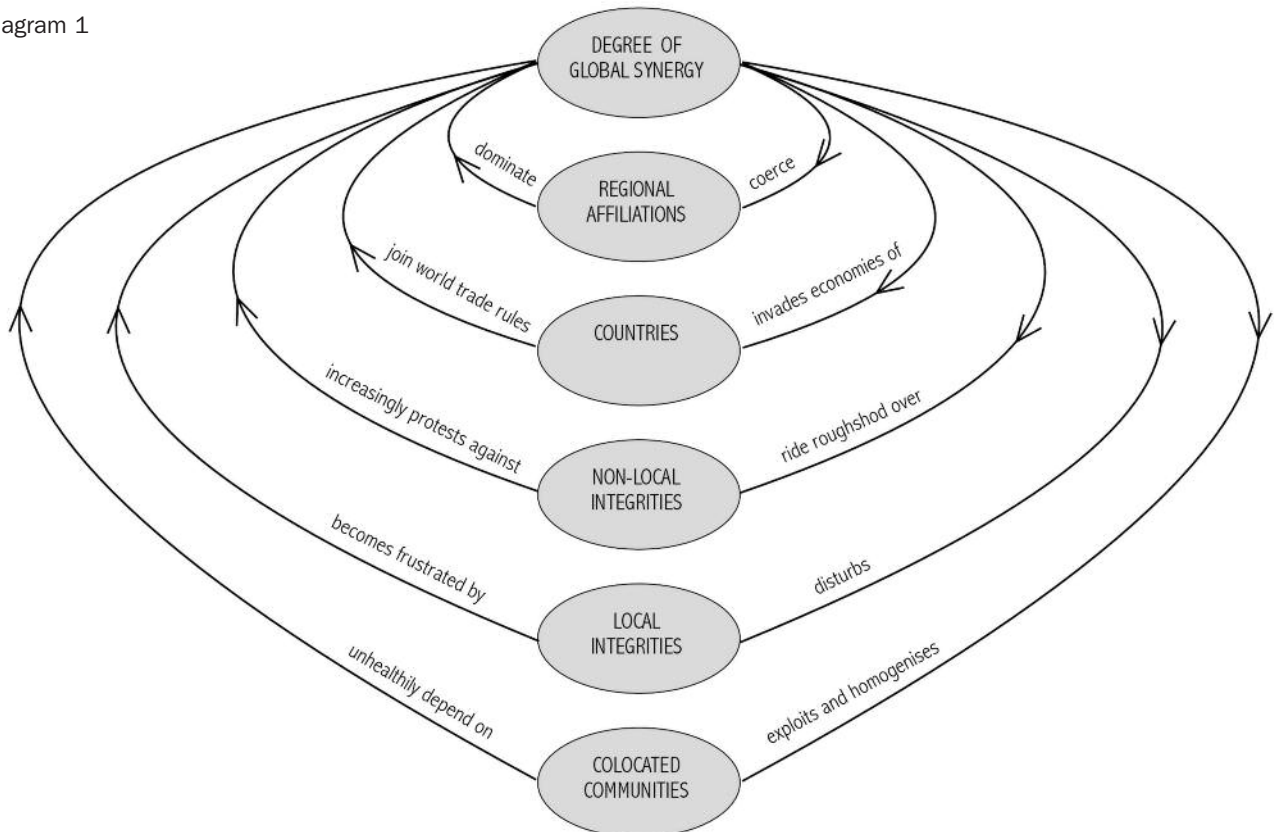 agram 1
DEGREE OF
GLOBAL SYNERGY
dominate
coerce
REGIONAL
AFFILIATIONS
join world trade rules
invades economies of
COUNTRIES
increasingly protests against
ride roughshod over
NON-LOCAL
INTEGRITIES
becomes frustrated by
disturbs
LOCAL
INTEGRITIES
unhealthily depend on
exploits and homogenises
COLOCATED
COMMUNITIES